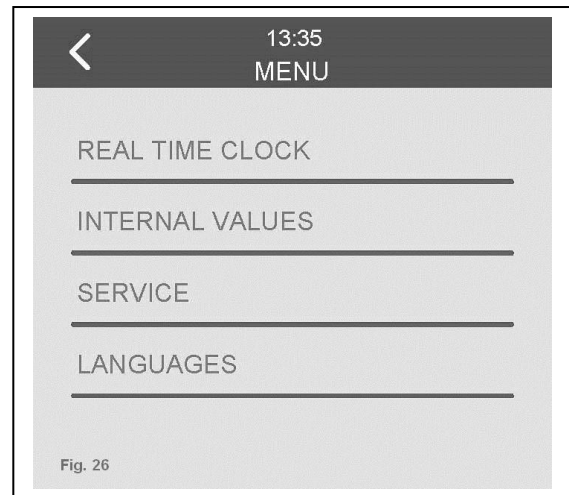 13:35
MENU
REAL TIME CLOCK
INTERNAL VALUES
SERVICE
LANGUAGES
Fig. 26